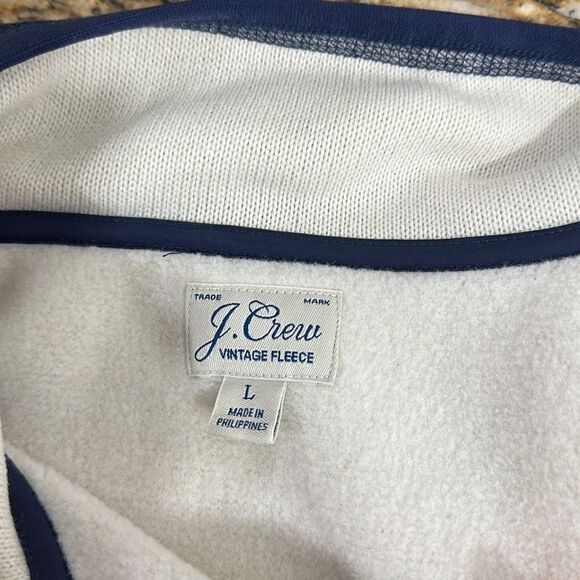 TRADE MARK
J.Crew
VINTAGE FLEECE
L
MADE IN
PHILIPPINES